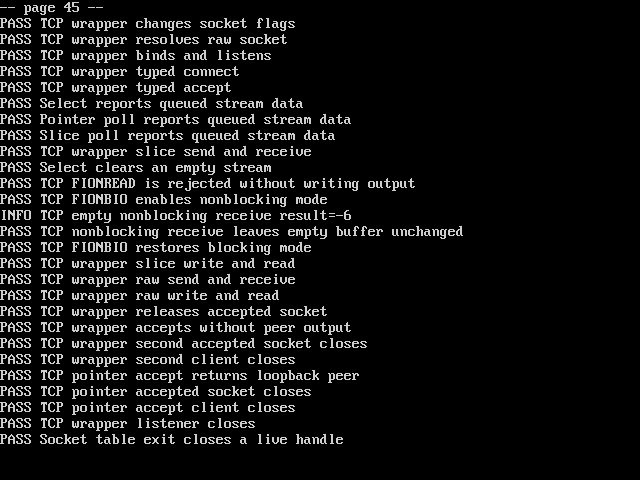 -- page 45 --
PASS TCP wrapper changes socket flags
PASS TCP wrapper resolves raw socket
PASS TCP wrapper binds and listens
PASS TCP wrapper typed connect
PASS TCP wrapper typed accept
PASS Select reports queued stream data
PASS Pointer poll reports queued stream data
PASS Slice poll reports queued stream data
PASS TCP wrapper slice send and receive
PASS Select clears an empty stream
PASS TCP FIONREAD is rejected without writing output
PASS TCP FIONBIO enables nonblocking mode
INFO TCP empty nonblocking receive result=-6
PASS TCP nonblocking receive leaves empty buffer unchanged
PASS TCP FIONBIO restores blocking mode
PASS TCP wrapper slice write and read
PASS TCP wrapper raw send and receive
PASS TCP wrapper raw write and read
PASS TCP wrapper releases accepted socket
PASS TCP wrapper accepts without peer output
PASS TCP wrapper second accepted socket closes
PASS TCP wrapper second client closes
PASS TCP pointer accept returns loopback peer
PASS TCP pointer accepted socket closes
PASS TCP pointer accept client closes
PASS TCP wrapper listener closes
PASS Socket table exit closes a live handle